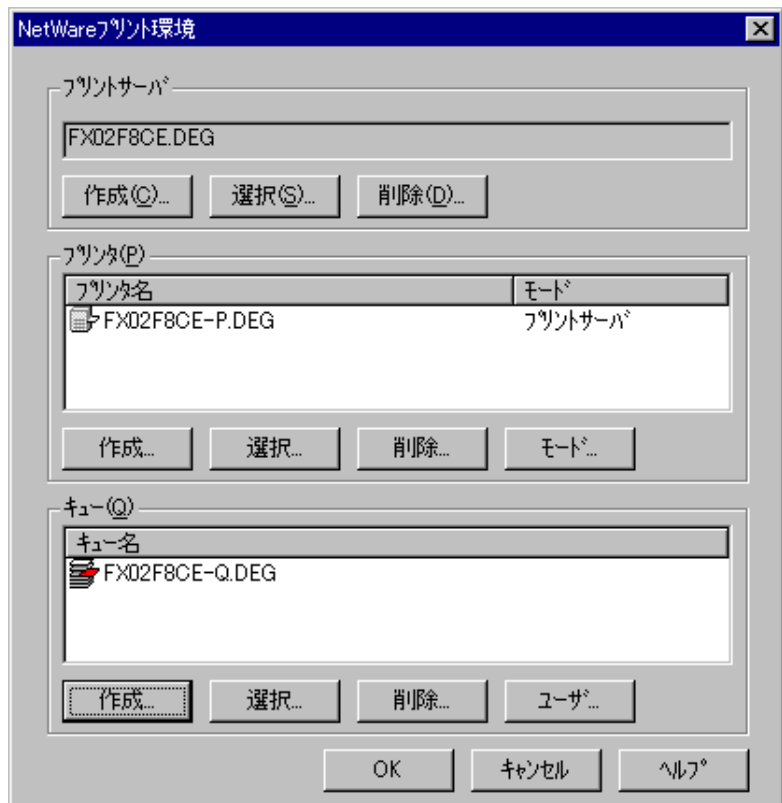 NetWareﾌﾟﾘﾝﾄ環境
ﾌﾟﾘﾝﾄｻｰﾊﾞ
FX02F8CE.DEG
作成(C)... 選択(S)... 削除(D)...
ﾌﾟﾘﾝﾀ(P)
ﾌﾟﾘﾝﾀ名 ﾓｰﾄﾞ
FX02F8CE-P.DEG ﾌﾟﾘﾝﾄｻｰﾊﾞ
作成... 選択... 削除... ﾓｰﾄﾞ...
ｷｭｰ(Q)
ｷｭｰ名
FX02F8CE-Q.DEG
作成... 選択... 削除... ﾕｰｻﾞ...
OK ｷｬﾝｾﾙ ﾍﾙﾌﾟ